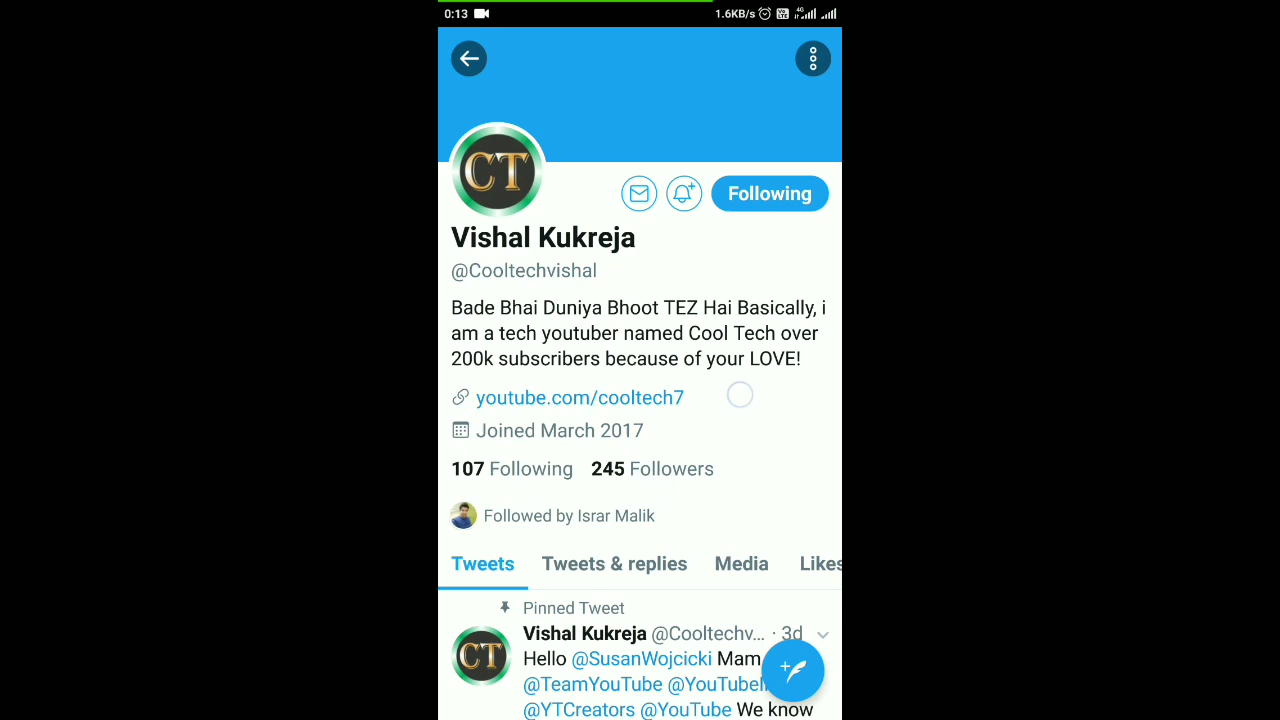 0:13 1.6KB/s 4G
CT
Following
Vishal Kukreja
@Cooltechvishal
Bade Bhai Duniya Bhoot TEZ Hai Basically, i
am a tech youtuber named Cool Tech over
200k subscribers because of your LOVE!
youtube.com/cooltech7
Joined March 2017
107 Following 245 Followers
Followed by Israr Malik
Tweets Tweets & replies Media Likes
Pinned Tweet
Vishal Kukreja @Cooltechv... · 3d
CT
Hello @SusanWojcicki Mam
@TeamYouTube
@YTCreators @YouTube We know